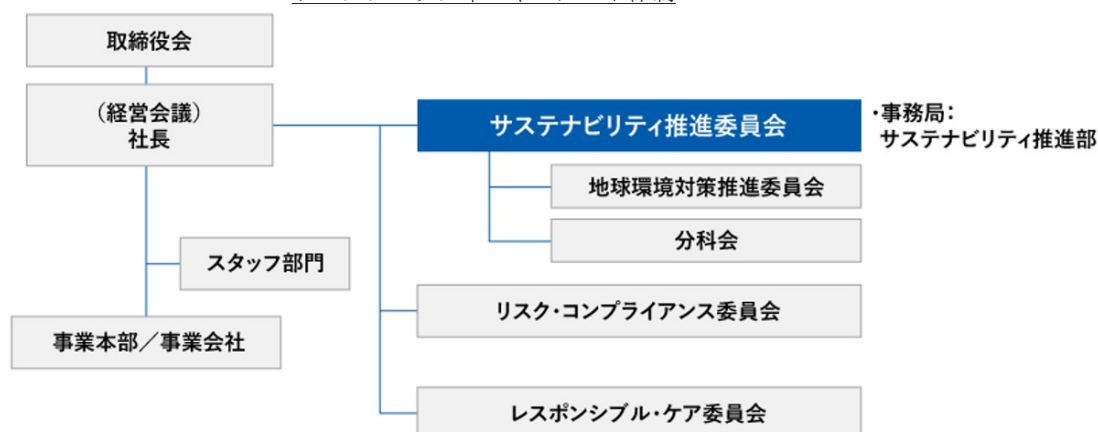 取締役会
（経営会議）
社長
サステナビリティ推進委員会
・事務局：
サステナビリティ推進部
地球環境対策推進委員会
分科会
スタッフ部門
リスク・コンプライアンス委員会
事業本部／事業会社
レスポンシブル・ケア委員会